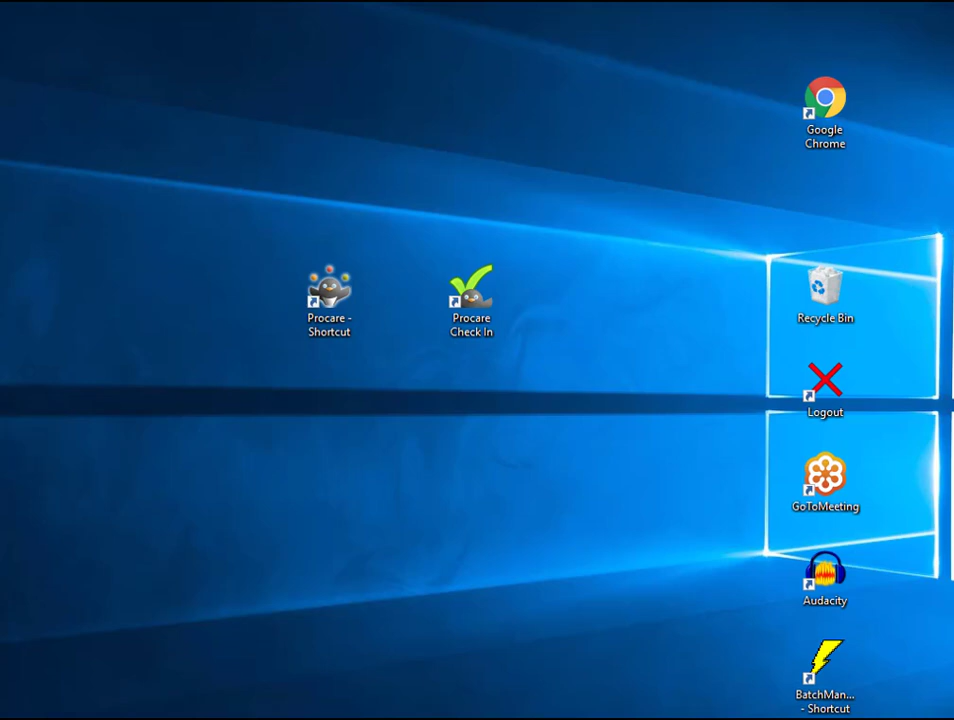 Google
Chrome
Procare -
Shortcut
Procare
Check In
Recycle Bin
Logout
GoToMeeting
Audacity
BatchMan...
- Shortcut